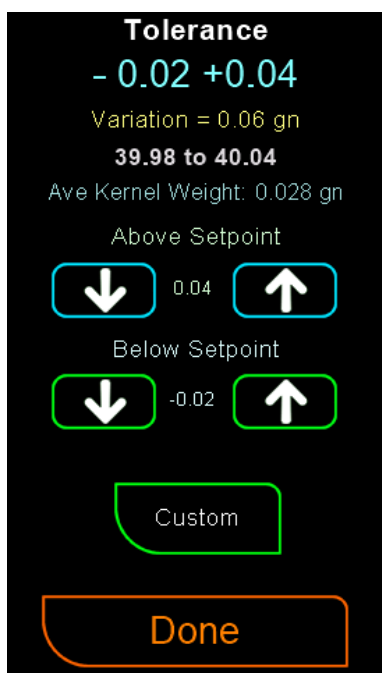 Tolerance
- 0.02 +0.04
Variation = 0.06 gn
39.98 to 40.04
Ave Kernel Weight: 0.028 gn
Above Setpoint
0.04
Below Setpoint
-0.02
Custom
Done